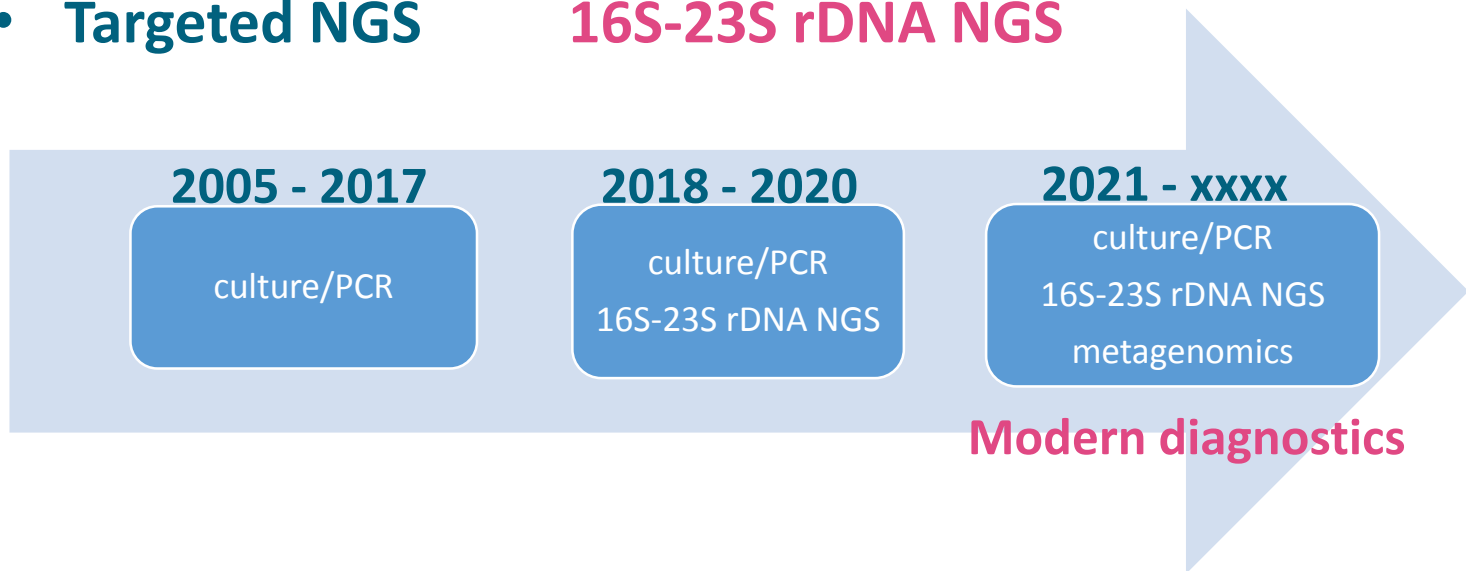 • Targeted NGS 16S-23S rDNA NGS
2005 - 2017
culture/PCR
2018 - 2020
culture/PCR
16S-23S rDNA NGS
2021 - xxxx
culture/PCR
16S-23S rDNA NGS
metagenomics
Modern diagnostics